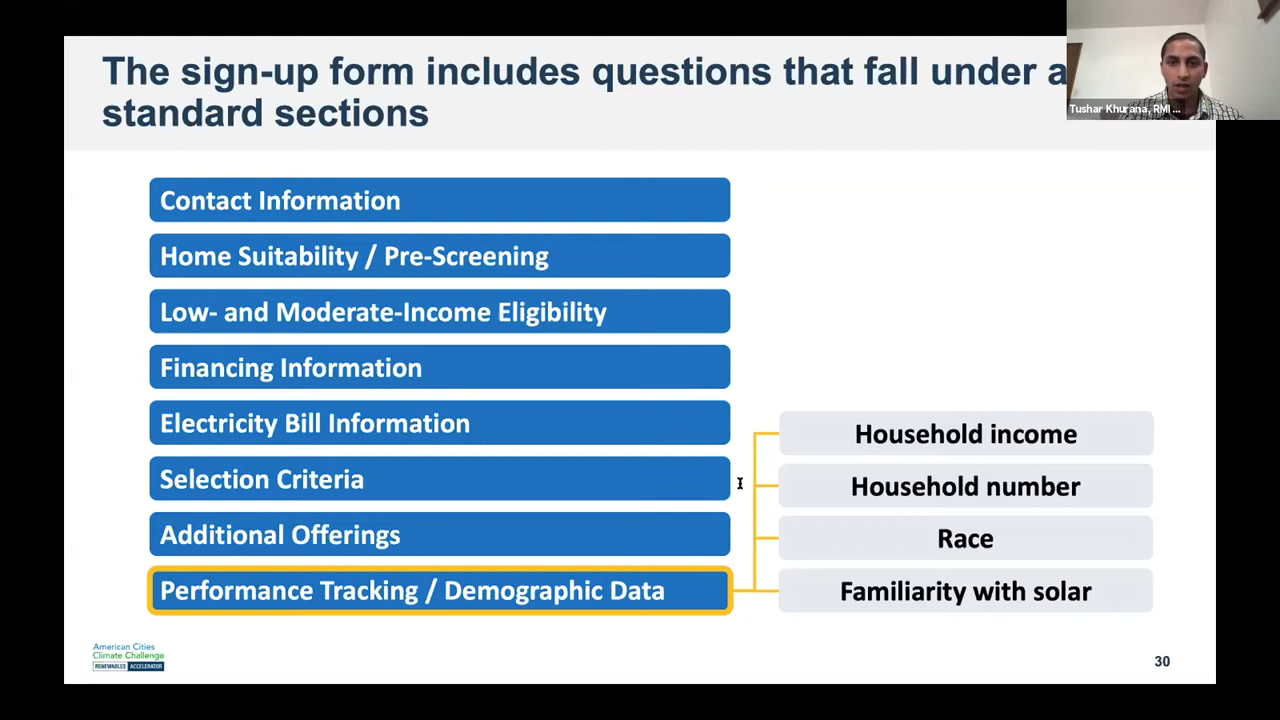 The sign-up form includes questions that fall under a
standard sections
Tushar Khurana, RMI ...
Contact Information
Home Suitability / Pre-Screening
Low- and Moderate-Income Eligibility
Financing Information
Electricity Bill Information
Selection Criteria
Additional Offerings
Performance Tracking / Demographic Data
Household income
Household number
Race
Familiarity with solar
American Cities
Climate Challenge
RENEWABLES ACCELERATOR
30